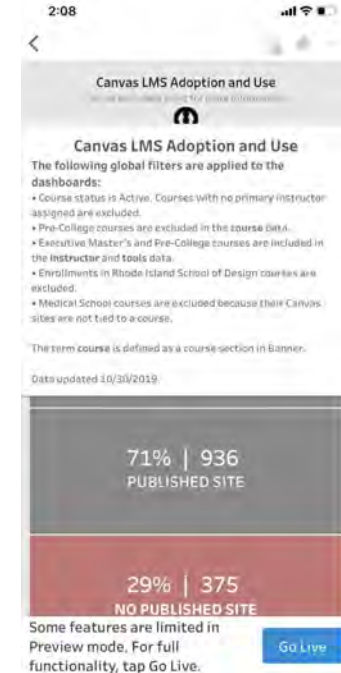 2:08
Canvas LMS Adoption and Use
Canvas LMS Adoption and Use
The following global filters are applied to the
dashboards:
• Course status is Active. Courses with no primary instructor
assigned are excluded.
• Pre-College courses are excluded in the course data.
• Executive Master's and Pre-College courses are included in
the instructor and tools data.
• Enrollments in Rhode Island School of Design courses are
excluded.
• Medical School courses are excluded because their Canvas
sites are not tied to a course.
The term course is defined as a course section in Banner.
Data updated 10/30/2019
71% | 936
PUBLISHED SITE
29% | 375
NO PUBLISHED SITE
Some features are limited in
Preview mode. For full
functionality, tap Go Live.
Go Live